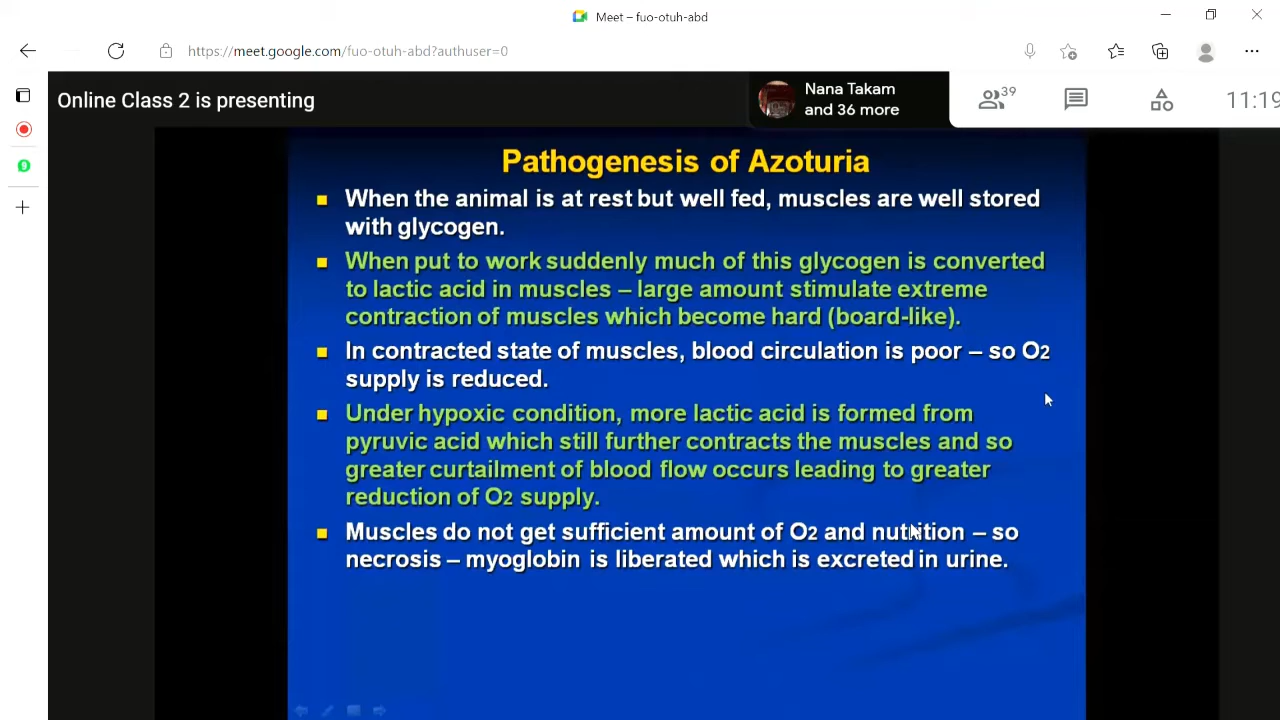 Meet – fuo-otuh-abd
https://meet.google.com/fuo-otuh-abd?authuser=0
Online Class 2 is presenting
Nana Takam
and 36 more
39
11:19
9
Pathogenesis of Azoturia
When the animal is at rest but well fed, muscles are well stored
with glycogen.
When put to work suddenly much of this glycogen is converted
to lactic acid in muscles – large amount stimulate extreme
contraction of muscles which become hard (board-like).
In contracted state of muscles, blood circulation is poor – so O2
supply is reduced.
Under hypoxic condition, more lactic acid is formed from
pyruvic acid which still further contracts the muscles and so
greater curtailment of blood flow occurs leading to greater
reduction of O2 supply.
Muscles do not get sufficient amount of O2 and nutrition – so
necrosis – myoglobin is liberated which is excreted in urine.